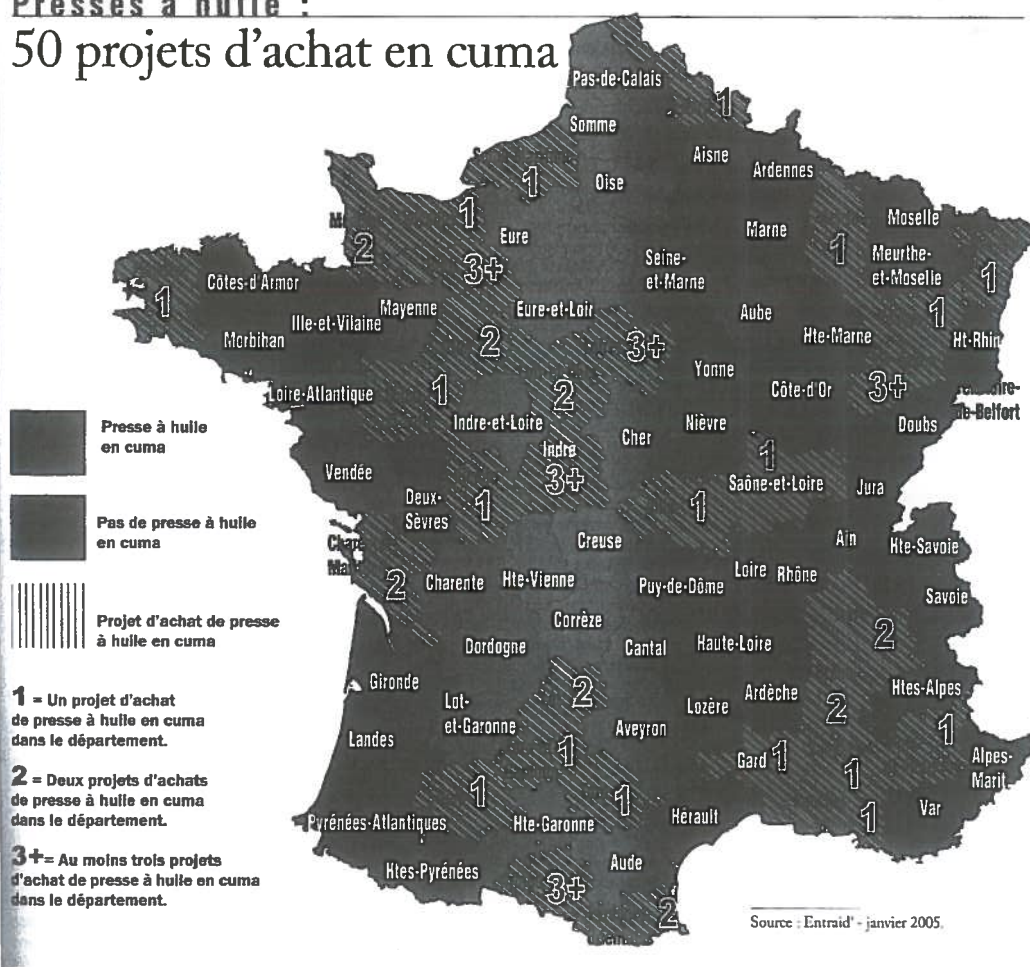 Presses à huile :
50 projets d'achat en cuma
Pas-de-Calais
1
Somme
Aisne
Ardennes
1
Oise
1
Moselle
Marne
Eure
2
1
Meurthe-
et-Moselle
3+
Seine-
et-Marne
1
Côtes-d'Armor
1
Mayenne
Eure-et-Loir
Aube
1
Ille-et-Vilaine
Hte-Marne
Morbihan
2
3+
Ht-Rhin
Yonne
Loire-Atlantique
1
2
Côte-d'Or
3+
de-Belfort
Indre-et-Loire
Nièvre
Doubs
Cher
Indre
1
Vendée
3+
Saône-et-Loire
Jura
Deux-
Sèvres
1
1
Creuse
Ain
Hte-Savoie
2
Charente
Hte-Vienne
Puy-de-Dôme
Loire
Rhône
Savoie
Corrèze
2
Dordogne
Cantal
Haute-Loire
Gironde
2
Htes-Alpes
Lot-
et-Garonne
Ardèche
Lozère
2
Aveyron
1
Landes
1
Gard
1
1
Alpes-
Marit
1
1
Var
Pyrénées-Atlantiques
Hte-Garonne
Hérault
1
Htes-Pyrénées
Aude
3+
2
Presse à huile
en cuma
Pas de presse à huile
en cuma
Projet d'achat de presse
à huile en cuma
1 = Un projet d'achat
de presse à huile en cuma
dans le département.
2 = Deux projets d'achats
de presse à huile en cuma
dans le département.
3+= Au moins trois projets
d'achat de presse à huile en cuma
dans le département.
Source : Entraid' - janvier 2005.